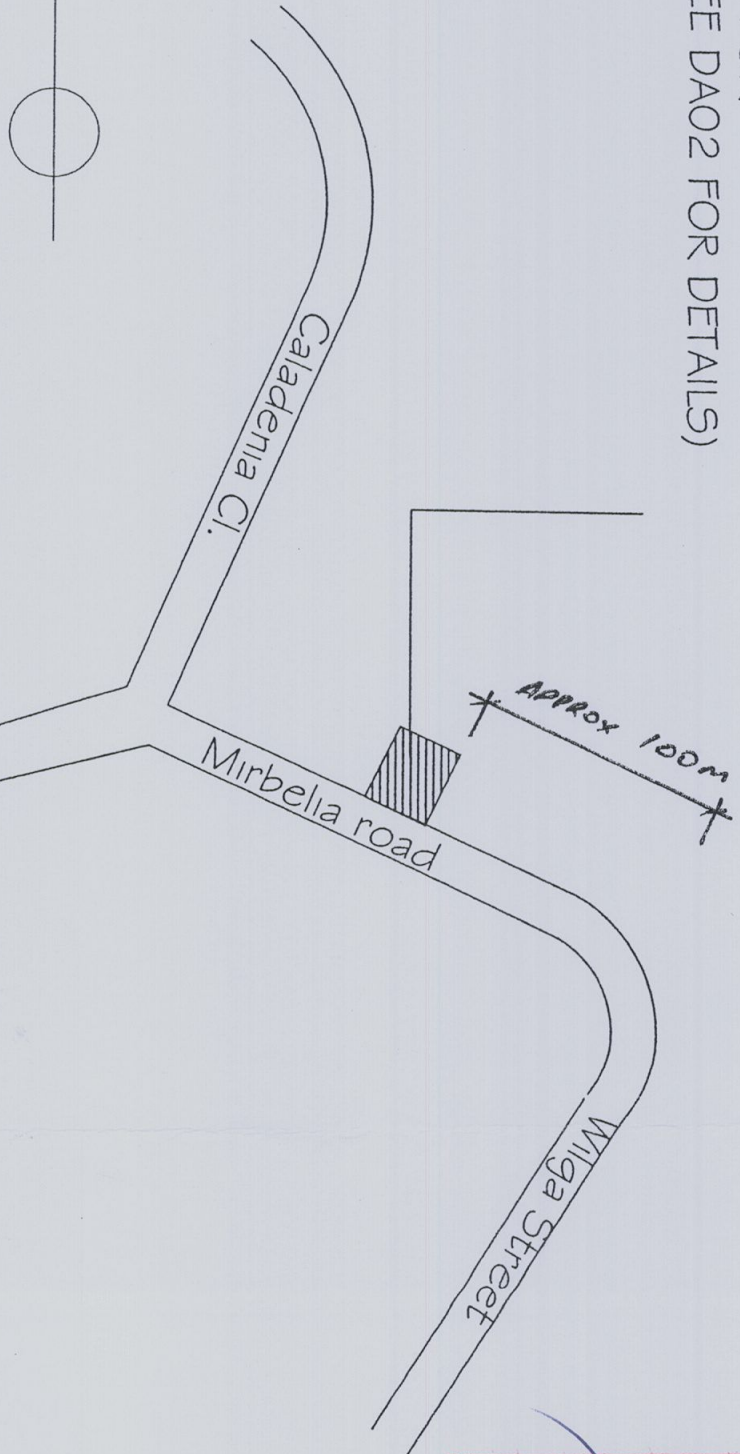 EE DA02 FOR DETAILS)
Caladenia Cl.
APPROX 100m
Mirbelia road
Wilga Street